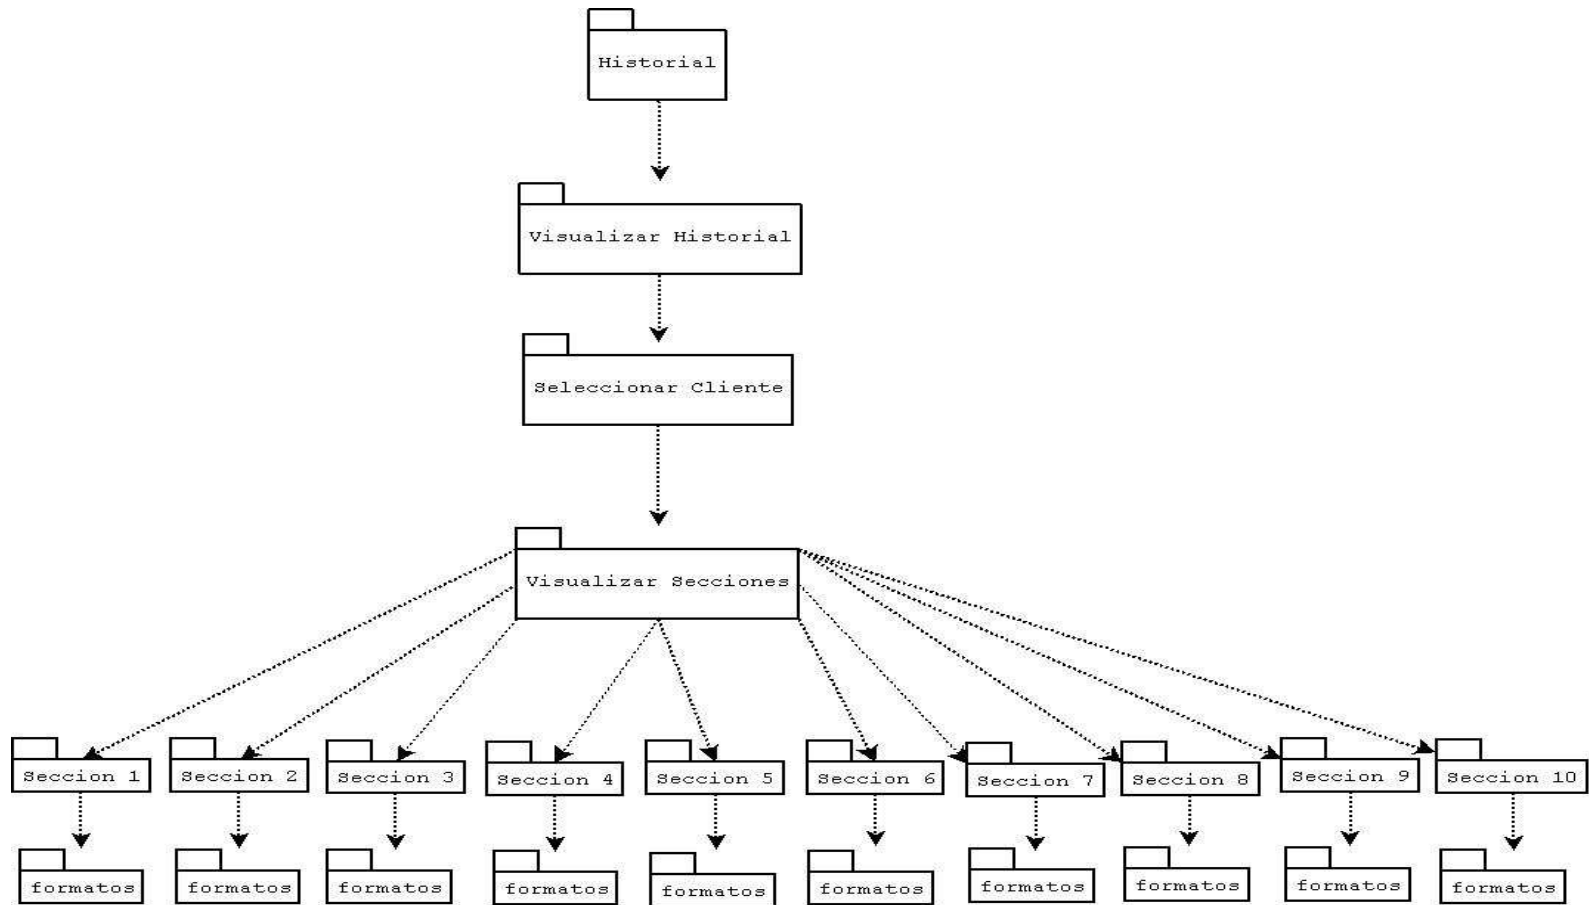 Historial
Visualizar Historial
Seleccionar Cliente
Visualizar Secciones
Seccion 1
Seccion 2
Seccion 3
Seccion 4
Seccion 5
Seccion 6
Seccion 7
Seccion 8
Seccion 9
Seccion 10
formatos
formatos
formatos
formatos
formatos
formatos
formatos
formatos
formatos
formatos